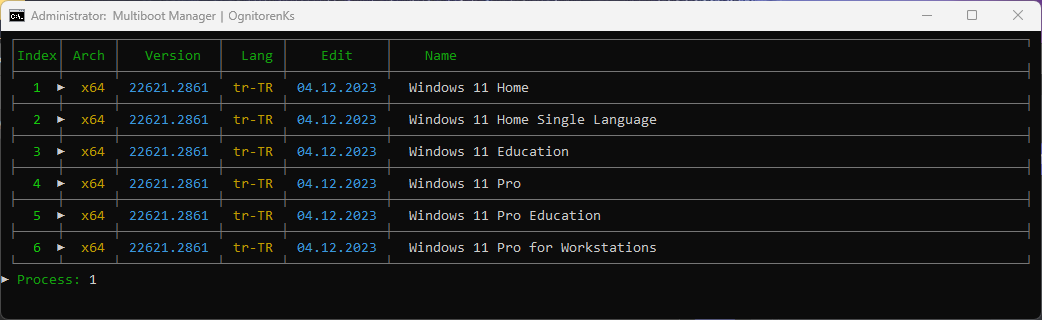 Administrator: Multiboot Manager | OgnitorenKs
Index Arch Version Lang Edit Name
1 ► x64 22621.2861 tr-TR 04.12.2023 Windows 11 Home
2 ► x64 22621.2861 tr-TR 04.12.2023 Windows 11 Home Single Language
3 ► x64 22621.2861 tr-TR 04.12.2023 Windows 11 Education
4 ► x64 22621.2861 tr-TR 04.12.2023 Windows 11 Pro
5 ► x64 22621.2861 tr-TR 04.12.2023 Windows 11 Pro Education
6 ► x64 22621.2861 tr-TR 04.12.2023 Windows 11 Pro for Workstations
► Process: 1